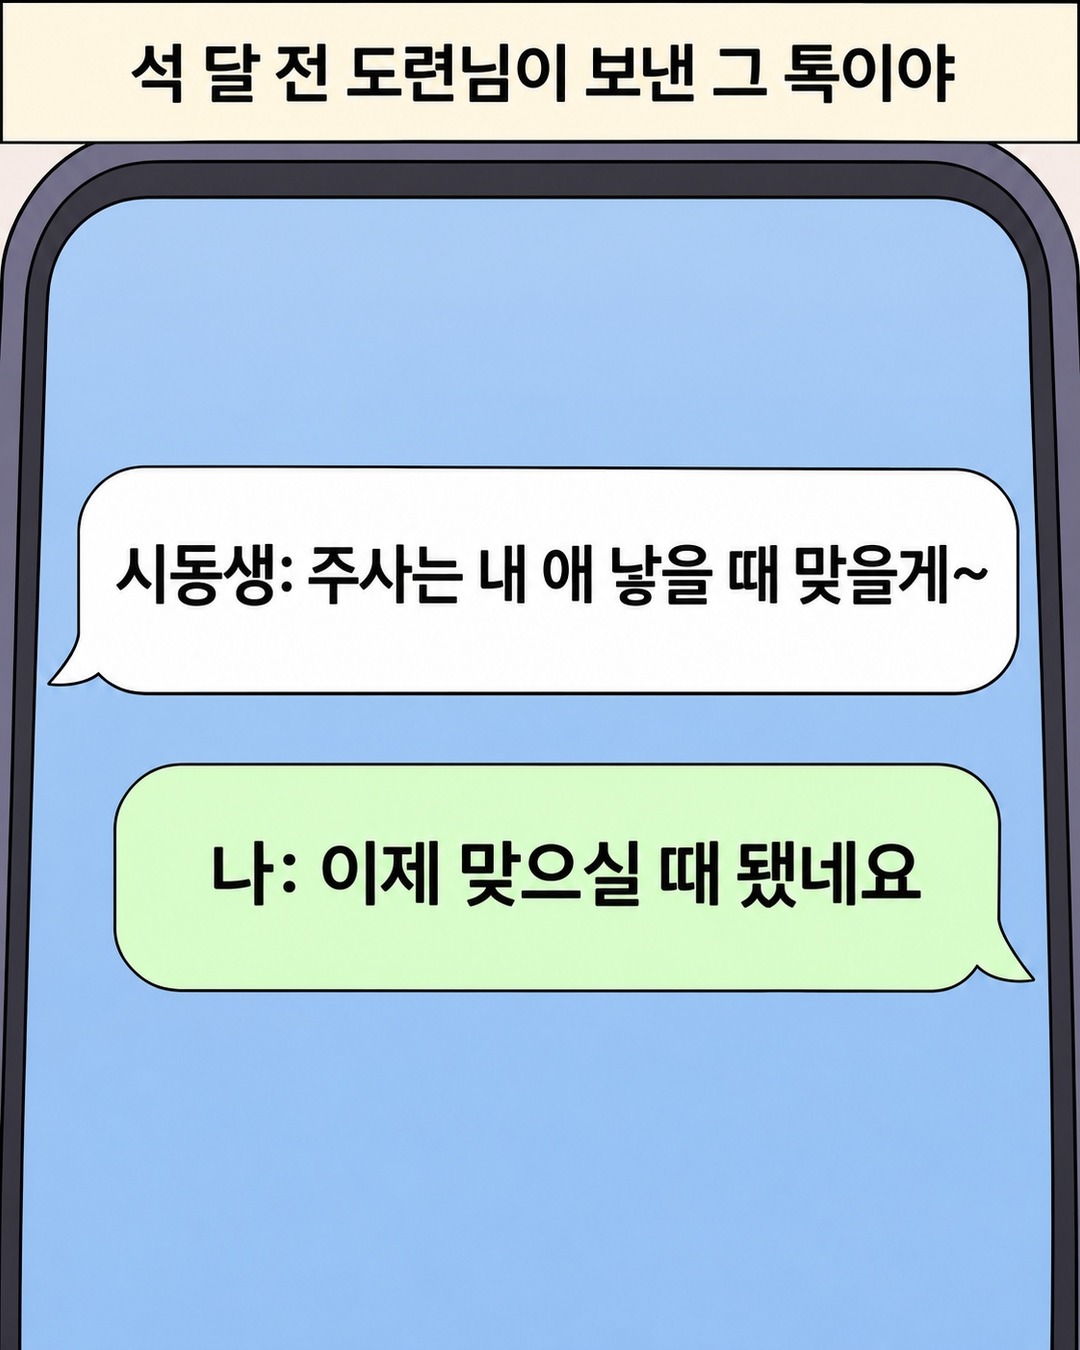 석 달 전 도련님이 보낸 그 톡이야
시동생: 주사는 내 애 낳을 때 맞을게~
나: 이제 맞으실 때 됐네요